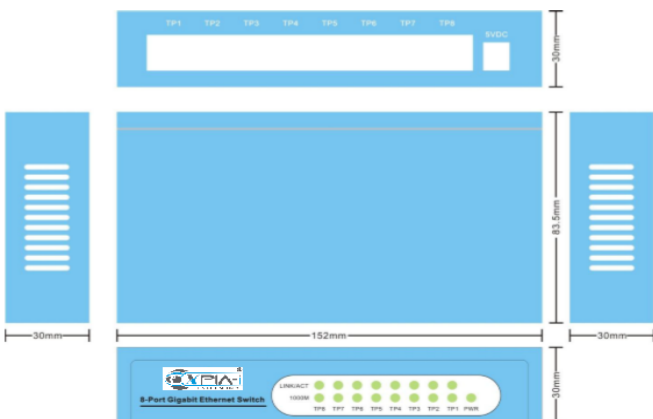 TP1 TP2 TP3 TP4 TP5 TP6 TP7 TP8
5VDC
30mm
83.5mm
30mm
152mm
30mm
LINK/ACT
1000M
8-Port Gigabit Ethernet Switch
TP8 TP7 TP6 TP5 TP4 TP3 TP2 TP1 PWR
30mm